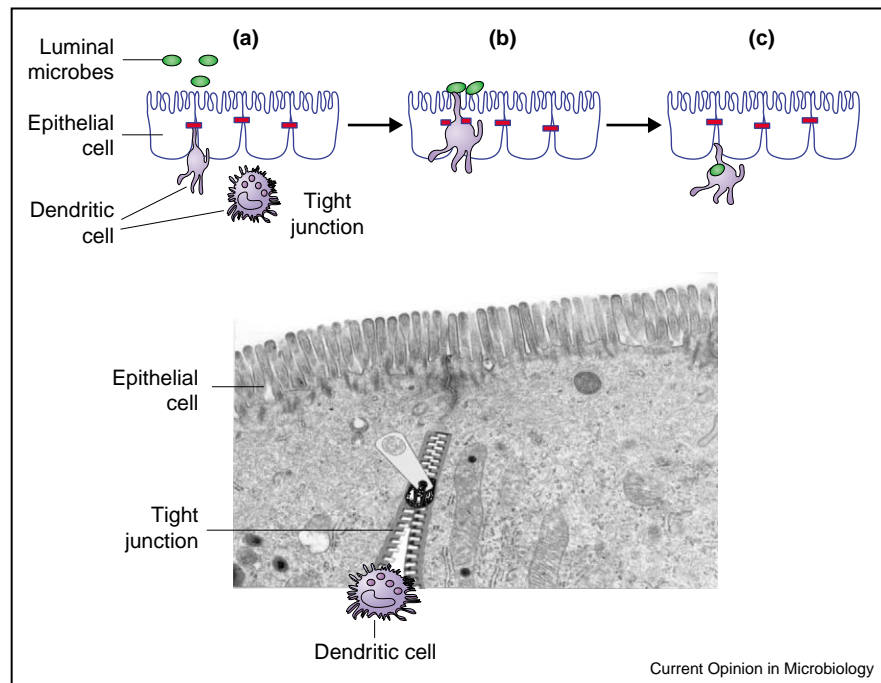 (a)
(b)
(c)
Luminal
microbes
Epithelial
cell
Dendritic
cell
Tight
junction
Epithelial
cell
Tight
junction
Dendritic cell
Current Opinion in Microbiology